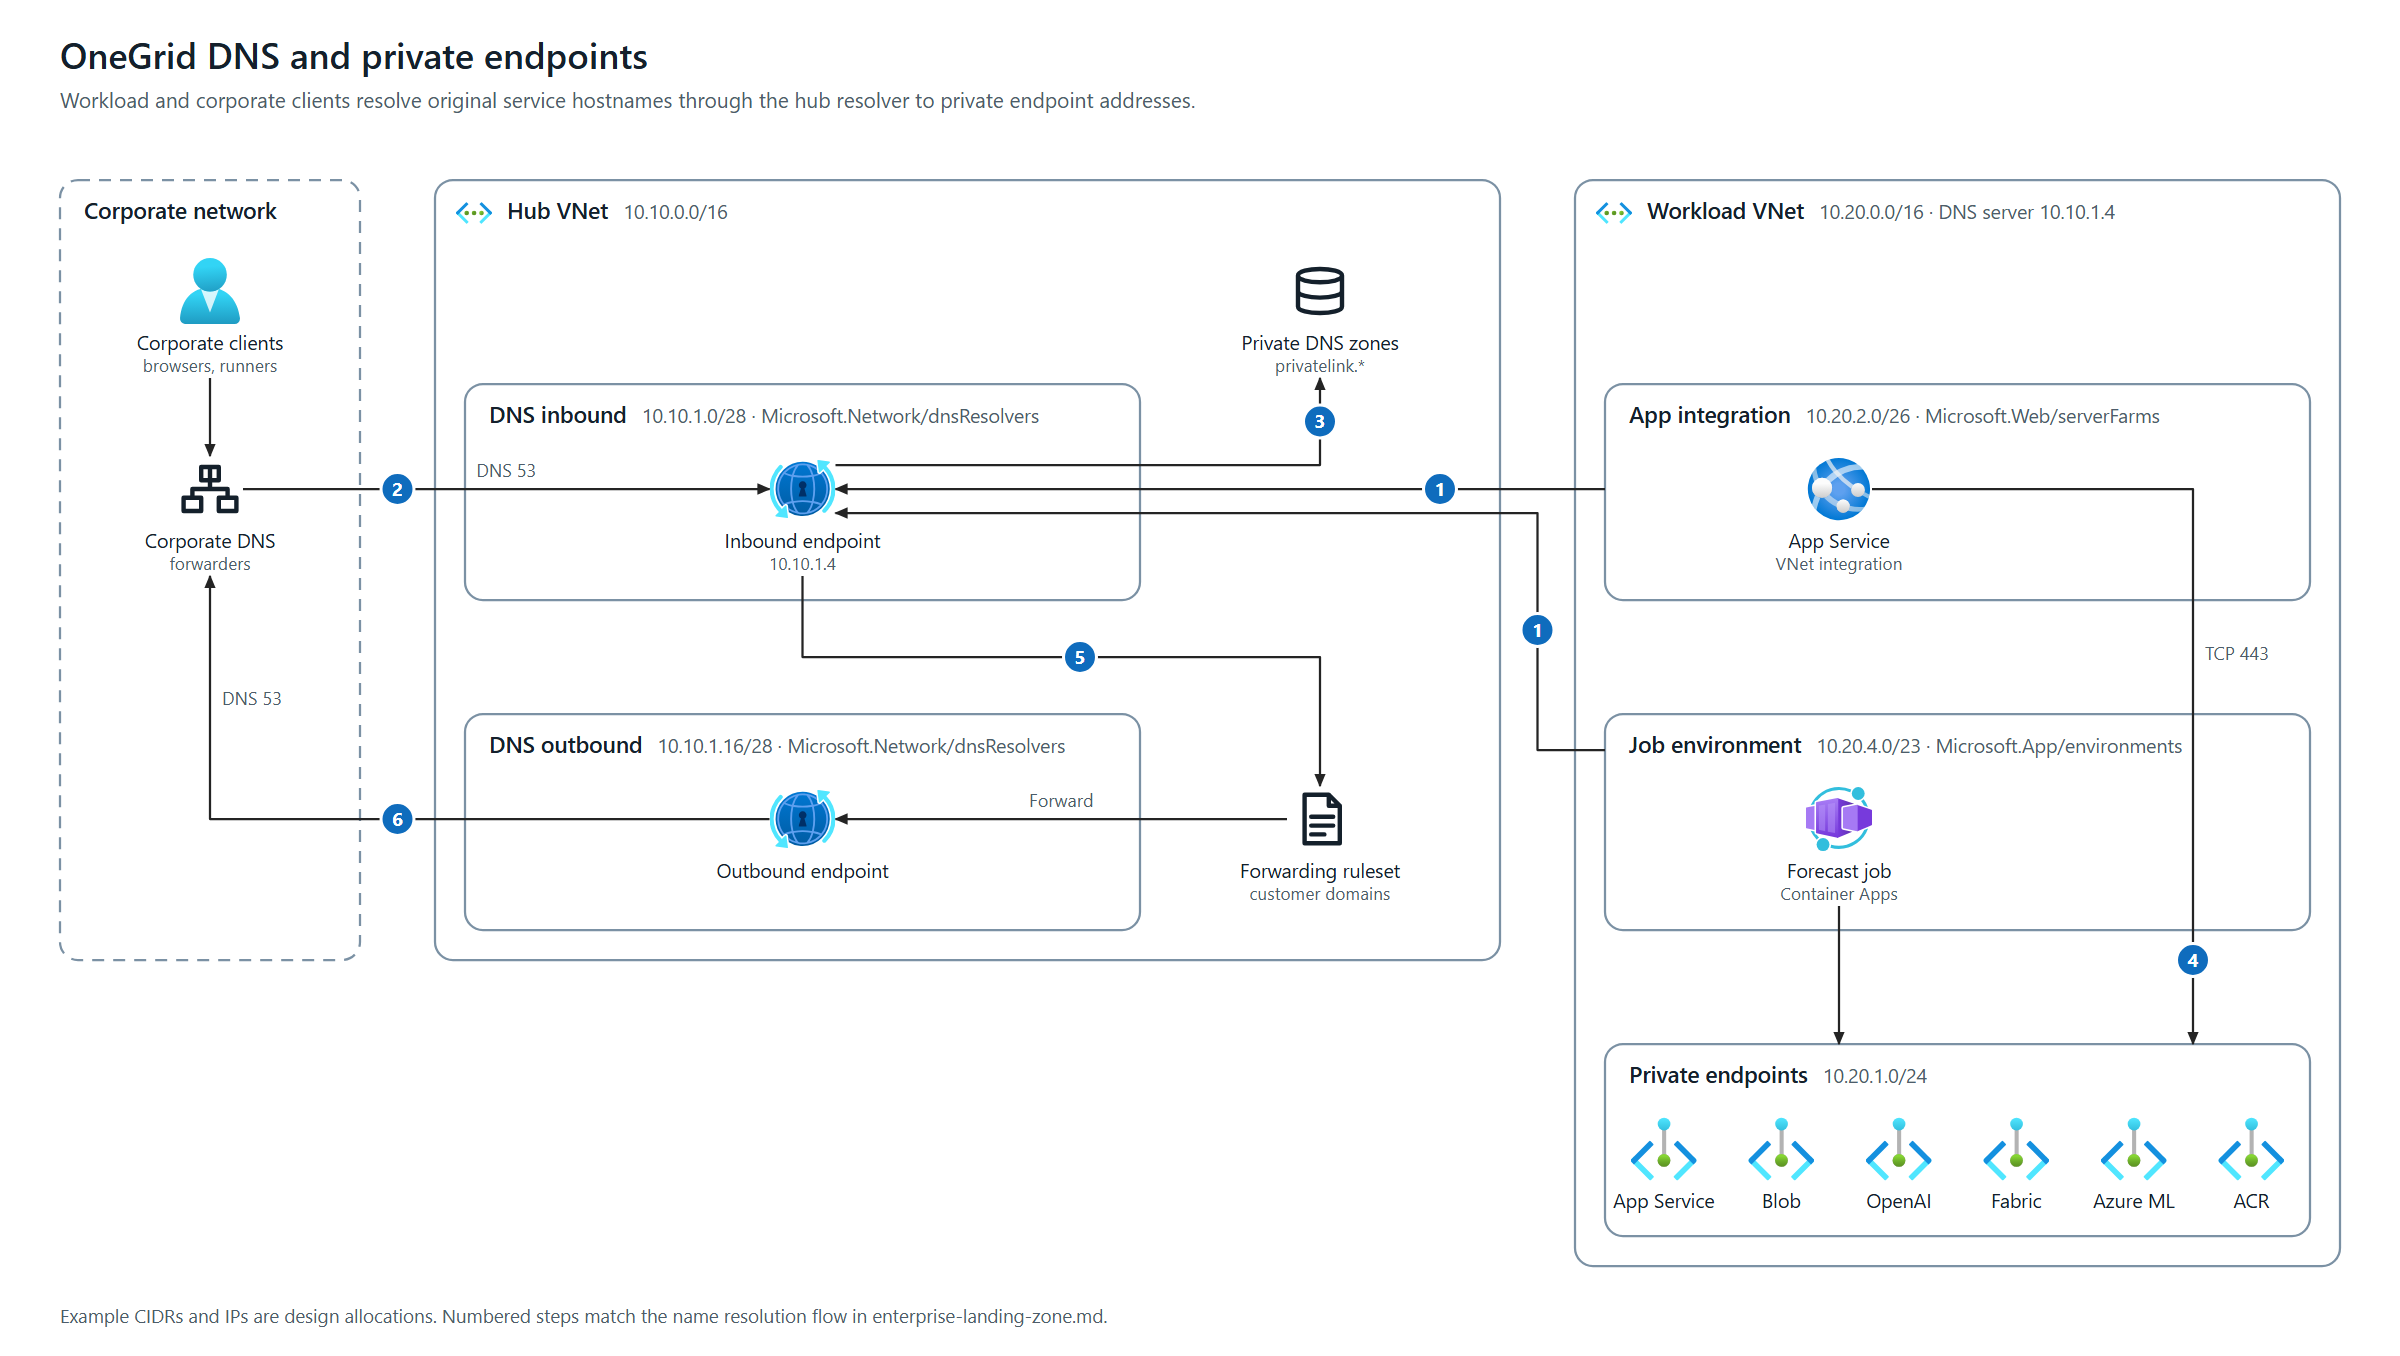 OneGrid DNS and private endpoints
Workload and corporate clients resolve original service hostnames through the hub resolver to private endpoint addresses.
Corporate network
Corporate clients
browsers, runners
Corporate DNS
forwarders
DNS 53
2
6
Hub VNet 10.10.0.0/16
Private DNS zones
privatelink.*
3
DNS inbound 10.10.1.0/28 · Microsoft.Network/dnsResolvers
DNS 53
Inbound endpoint
10.10.1.4
1
1
5
DNS outbound 10.10.1.16/28 · Microsoft.Network/dnsResolvers
Forward
Outbound endpoint
Forwarding ruleset
customer domains
Workload VNet 10.20.0.0/16 · DNS server 10.10.1.4
App integration 10.20.2.0/26 · Microsoft.Web/serverFarms
App Service
VNet integration
TCP 443
Job environment 10.20.4.0/23 · Microsoft.App/environments
Forecast job
Container Apps
4
Private endpoints 10.20.1.0/24
App Service
Blob
OpenAI
Fabric
Azure ML
ACR
Example CIDRs and IPs are design allocations. Numbered steps match the name resolution flow in enterprise-landing-zone.md.